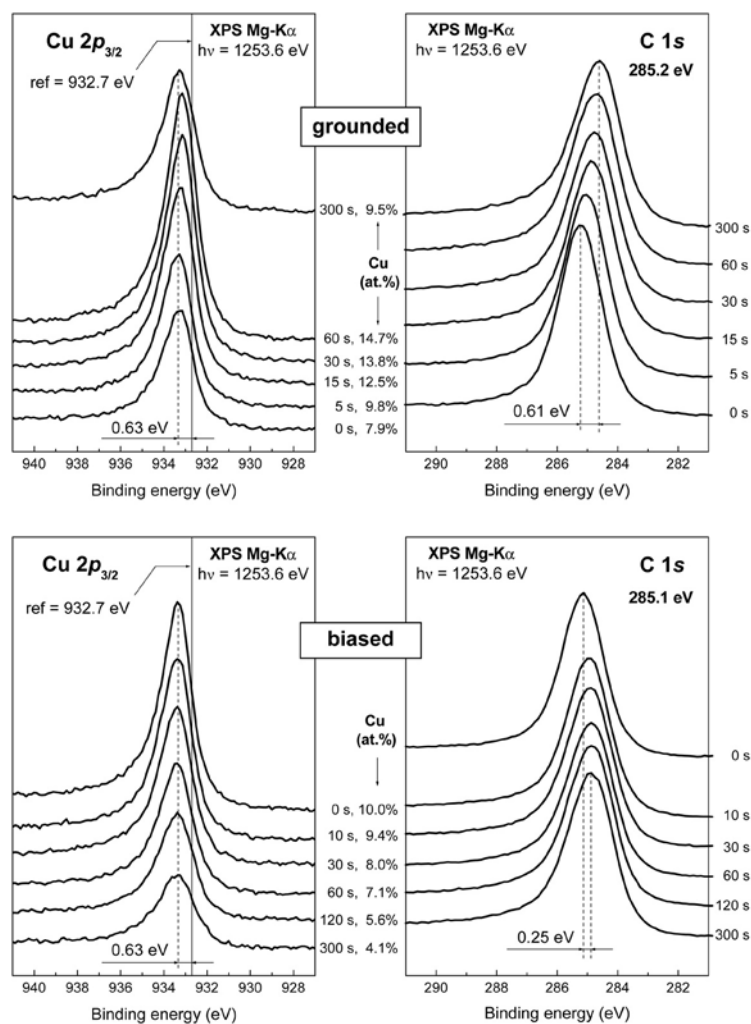 Cu 2p3/2
ref = 932.7 eV
XPS Mg-Kα
hν = 1253.6 eV
XPS Mg-Kα
hν = 1253.6 eV
C 1s
285.2 eV
grounded
300 s, 9.5%
Cu
(at.%)
60 s, 14.7%
30 s, 13.8%
15 s, 12.5%
5 s, 9.8%
0 s, 7.9%
0.63 eV
300 s
60 s
30 s
15 s
5 s
0 s
0.61 eV
940 938 936 934 932 930 928
Binding energy (eV)
290 288 286 284 282
Binding energy (eV)
Cu 2p3/2
ref = 932.7 eV
XPS Mg-Kα
hν = 1253.6 eV
XPS Mg-Kα
hν = 1253.6 eV
C 1s
285.1 eV
biased
Cu
(at.%)
0 s, 10.0%
10 s, 9.4%
30 s, 8.0%
60 s, 7.1%
120 s, 5.6%
300 s, 4.1%
0.63 eV
0 s
10 s
30 s
60 s
120 s
300 s
0.25 eV
940 938 936 934 932 930 928
Binding energy (eV)
290 288 286 284 282
Binding energy (eV)